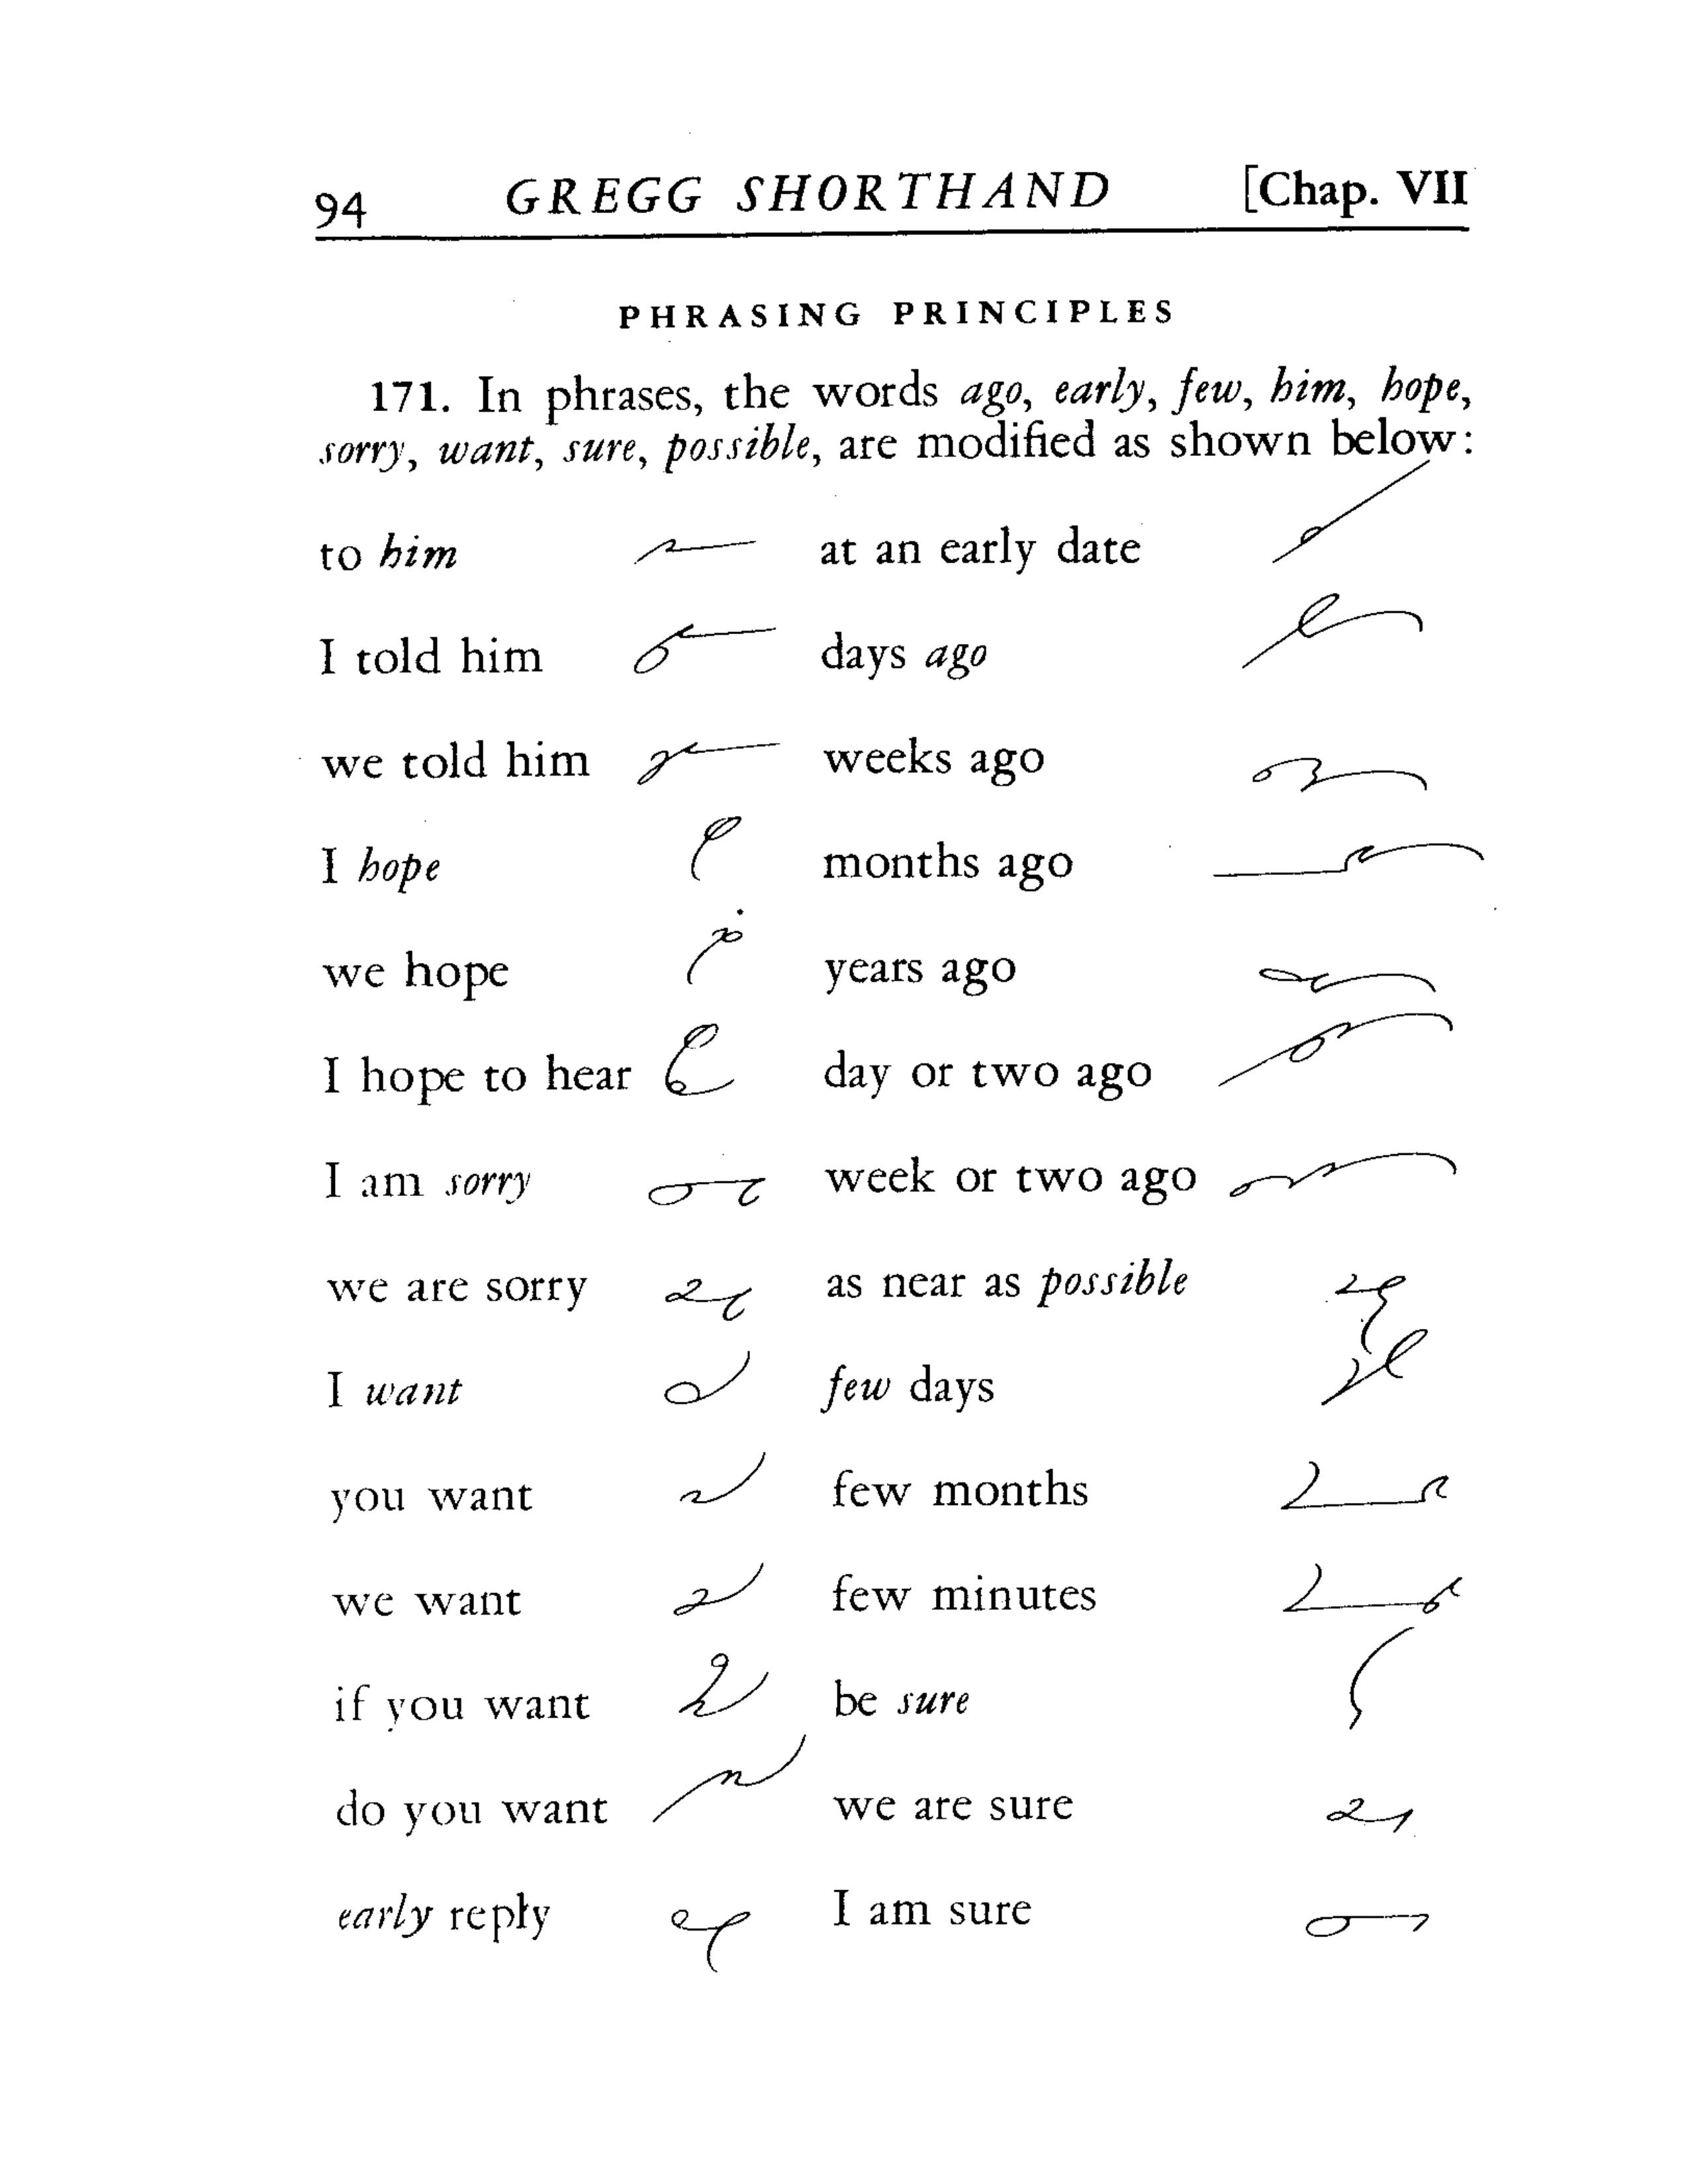 94 GREGG SHORTHAND [Chap. VII
PHRASING PRINCIPLES
171. In phrases, the words ago, early, few, him, hope,
sorry, want, sure, possible, are modified as shown below:
to him at an early date
I told him days ago
we told him weeks ago
I hope months ago
we hope years ago
I hope to hear day or two ago
I am sorry week or two ago
we are sorry as near as possible
I want few days
you want few months
we want few minutes
if you want be sure
do you want we are sure
early reply I am sure